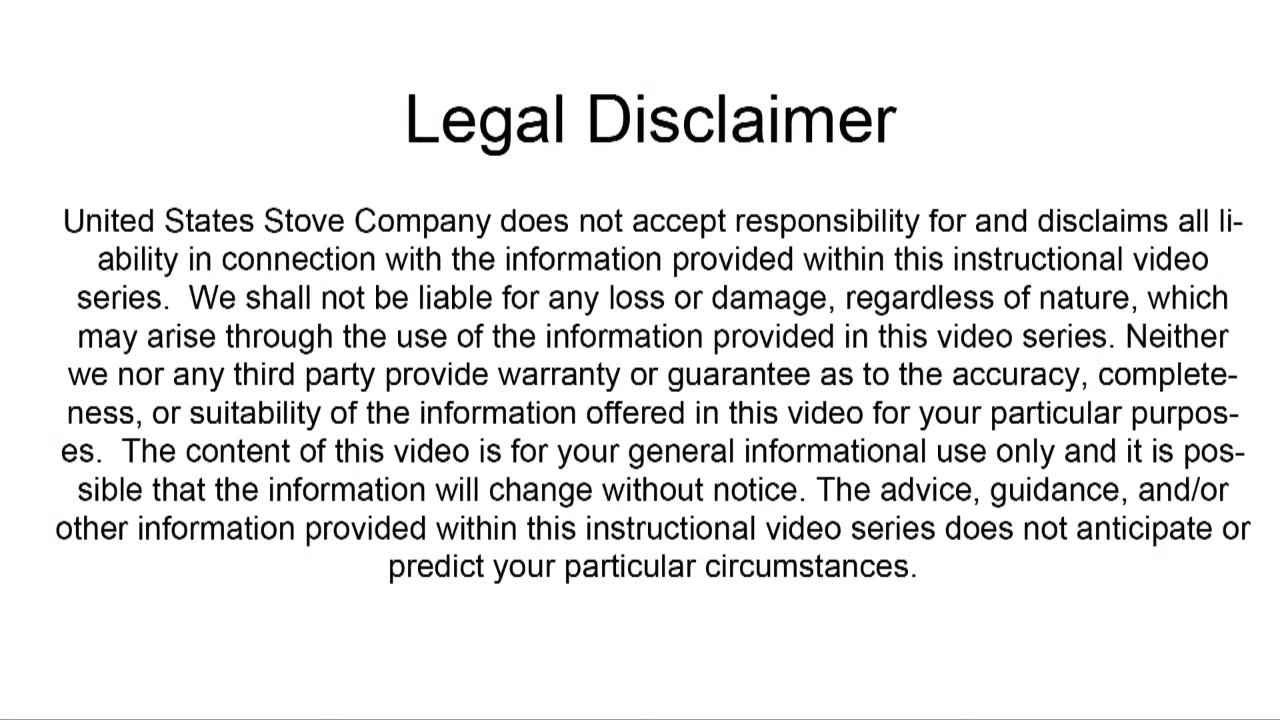 Legal Disclaimer
United States Stove Company does not accept responsibility for and disclaims all li-
ability in connection with the information provided within this instructional video
series.  We shall not be liable for any loss or damage, regardless of nature, which
may arise through the use of the information provided in this video series. Neither
we nor any third party provide warranty or guarantee as to the accuracy, complete-
ness, or suitability of the information offered in this video for your particular purpos-
es.  The content of this video is for your general informational use only and it is pos-
sible that the information will change without notice. The advice, guidance, and/or
other information provided within this instructional video series does not anticipate or
predict your particular circumstances.